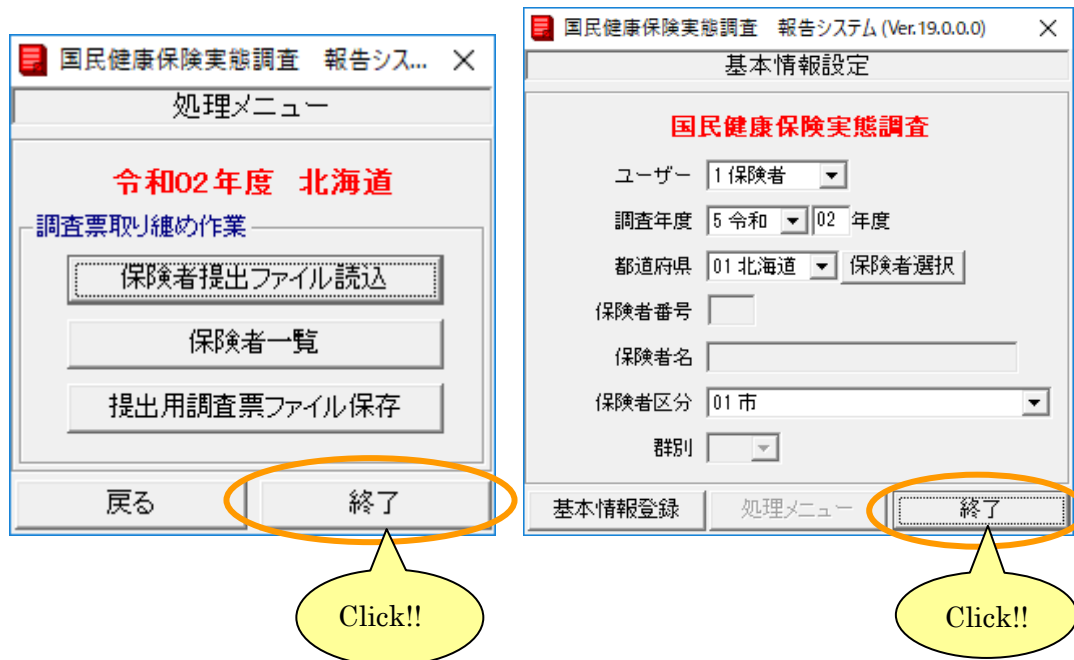 国民健康保険実態調査 報告シス...
処理メニュー
令和02年度 北海道
調査票取り纏め作業
保険者提出ファイル読込
保険者一覧
提出用調査票ファイル保存
戻る
終了
Click!!
国民健康保険実態調査 報告システム (Ver.19.0.0.0)
基本情報設定
国民健康保険実態調査
ユーザー 1 保険者
調査年度 5 令和 02 年度
都道府県 01 北海道 保険者選択
保険者番号
保険者名
保険者区分 01 市
群別
基本情報登録 処理メニュー 終了
Click!!